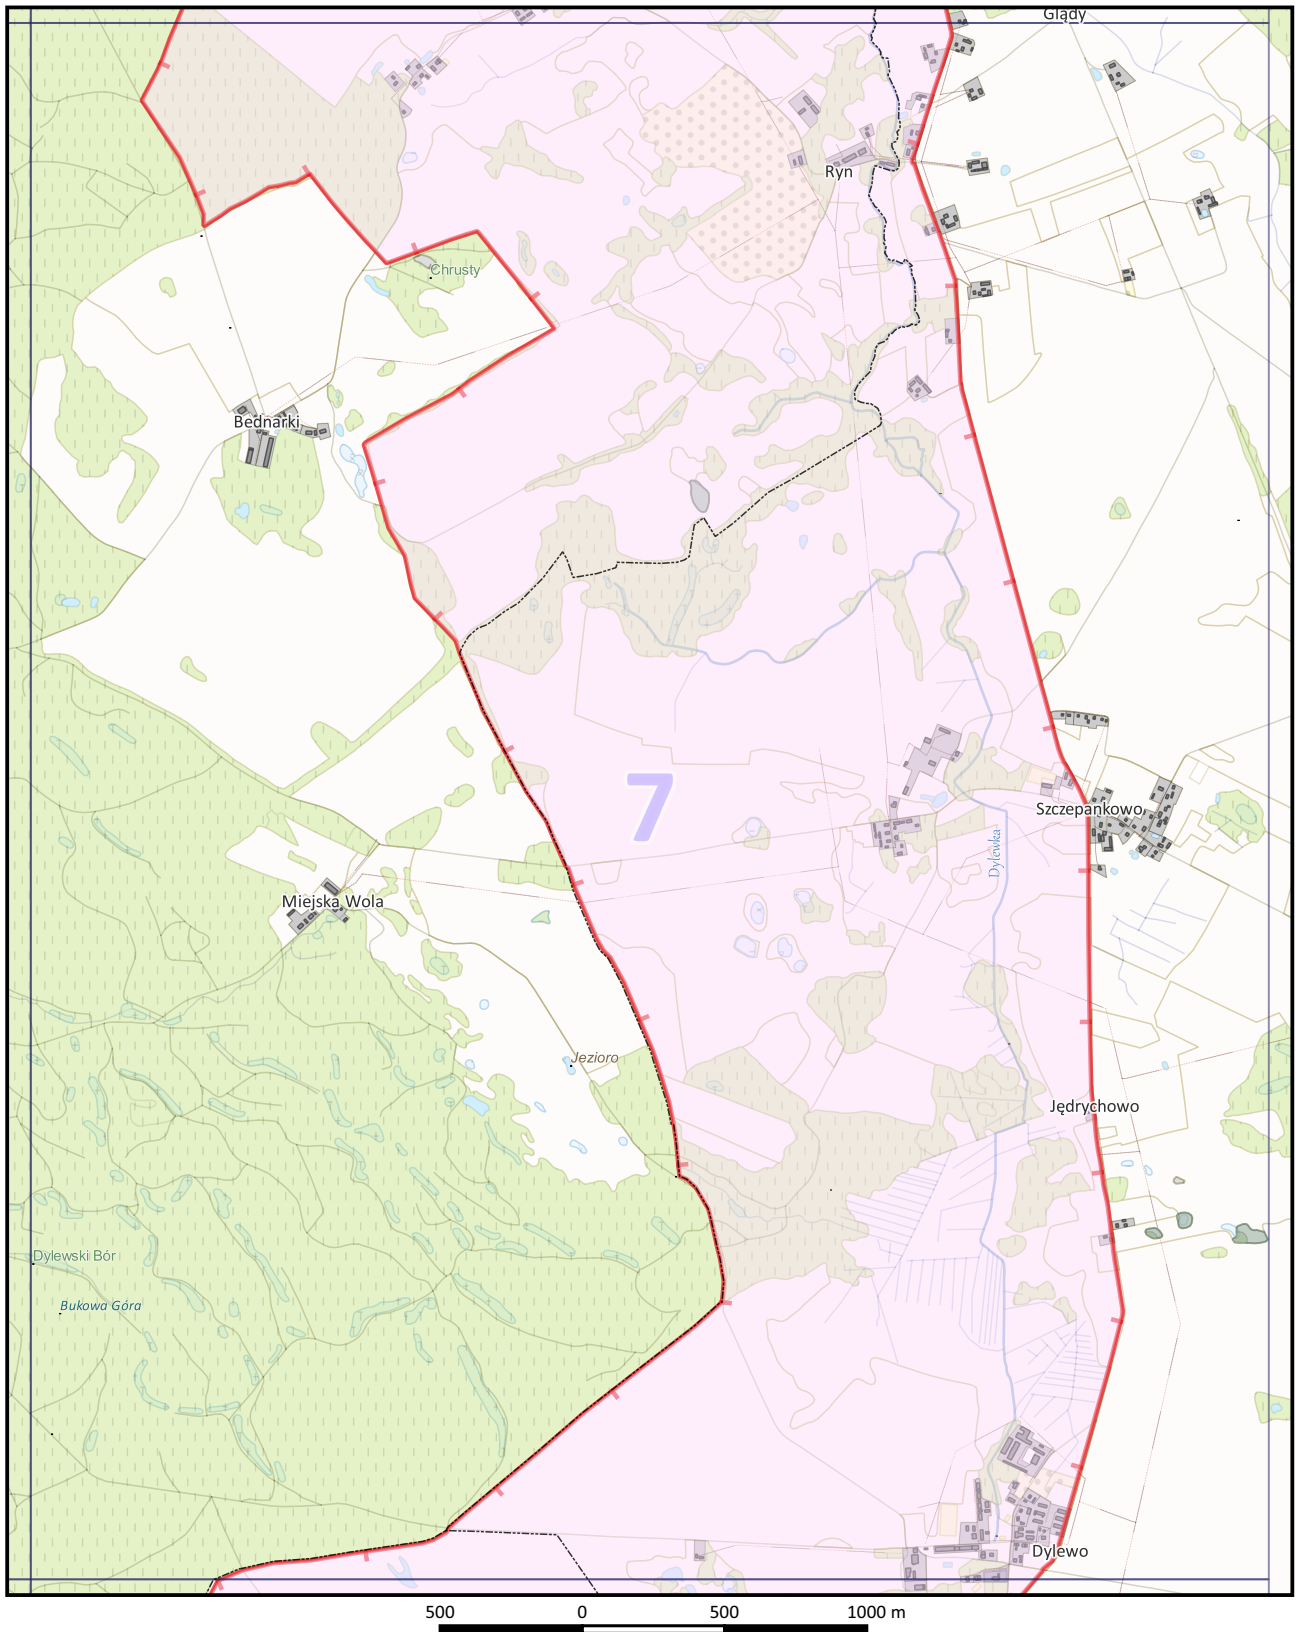 Glądy
Ryn
Chrusty
Bednarki
7
Szczepankowo
Dylewka
Miejska Wola
Jezioro
Jędrychowo
Dylewski Bór
Bukowa Góra
Dylewo
500 0 500 1000 m